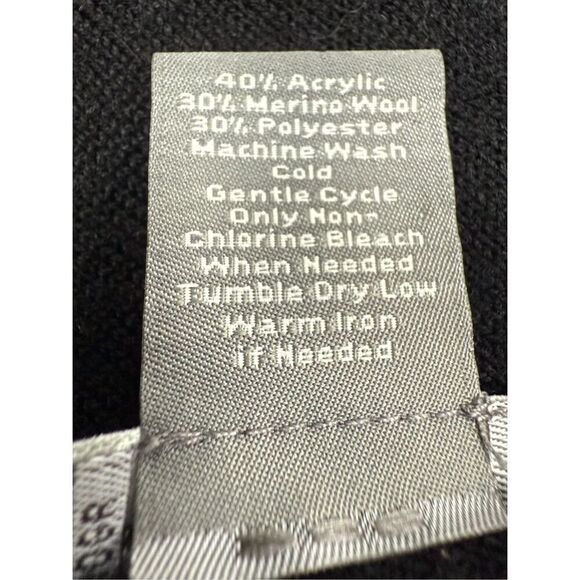 40% Acrylic
30% Merino Wool
30% Polyester
Machine Wash
Cold
Gentle Cycle
Only Non-
Chlorine Bleach
When Needed
Tumble Dry Low
Warm Iron
if Needed